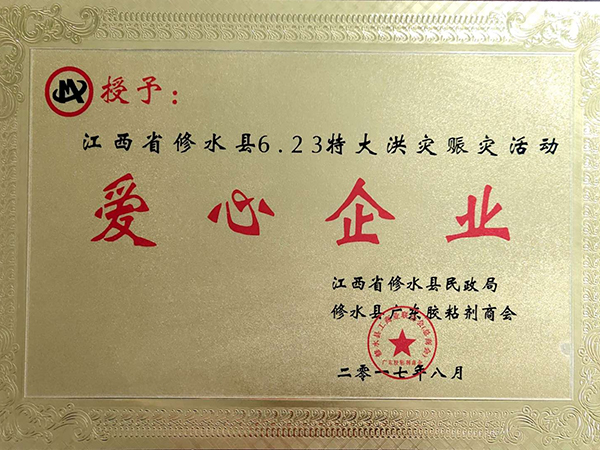 授予：
江西省修水县6.23特大洪灾赈灾活动
爱心企业
江西省修水县民政局
修水县广东胶粘剂商会
二零一七年八月